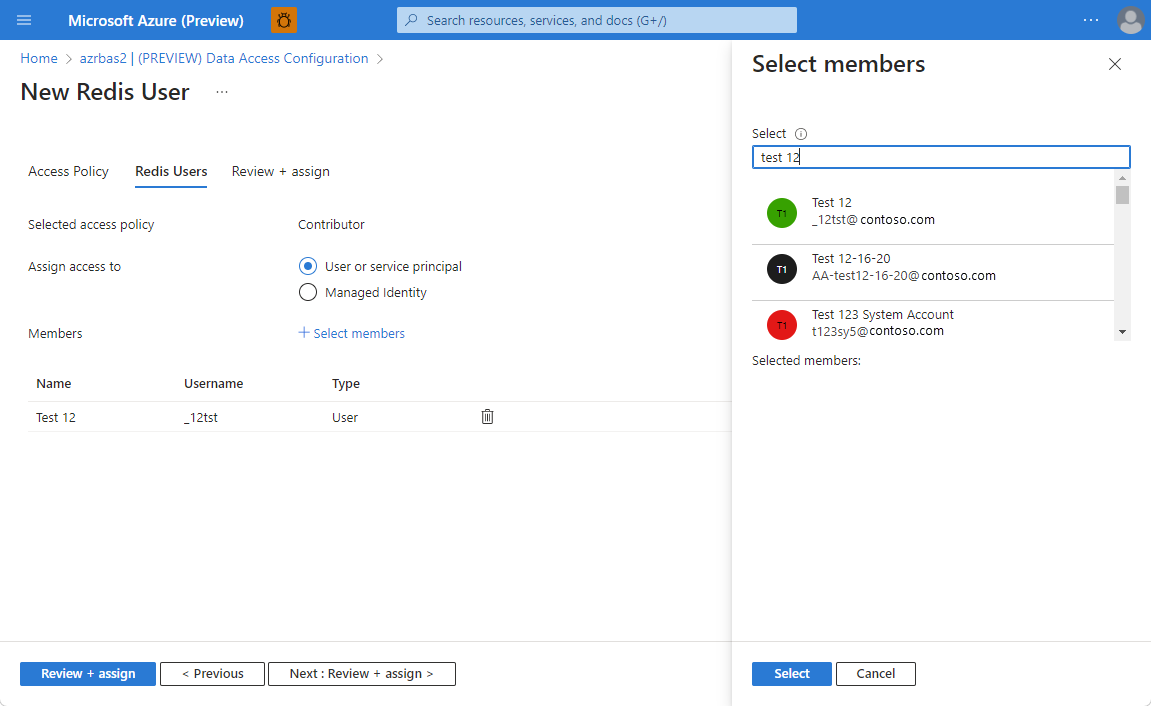 Microsoft Azure (Preview)
Search resources, services, and docs (G+/)
Home > azrbas2 | (PREVIEW) Data Access Configuration >
New Redis User
Access Policy Redis Users Review + assign
Selected access policy Contributor
Assign access to User or service principal
Managed Identity
Members + Select members
Name Username Type
Test 12 _12tst User
Review + assign < Previous Next : Review + assign >
Select members
Select
test 12
T1
Test 12
_12tst@contoso.com
T1
Test 12-16-20
AA-test12-16-20@contoso.com
T1
Test 123 System Account
t123sy5@contoso.com
Selected members:
Select Cancel